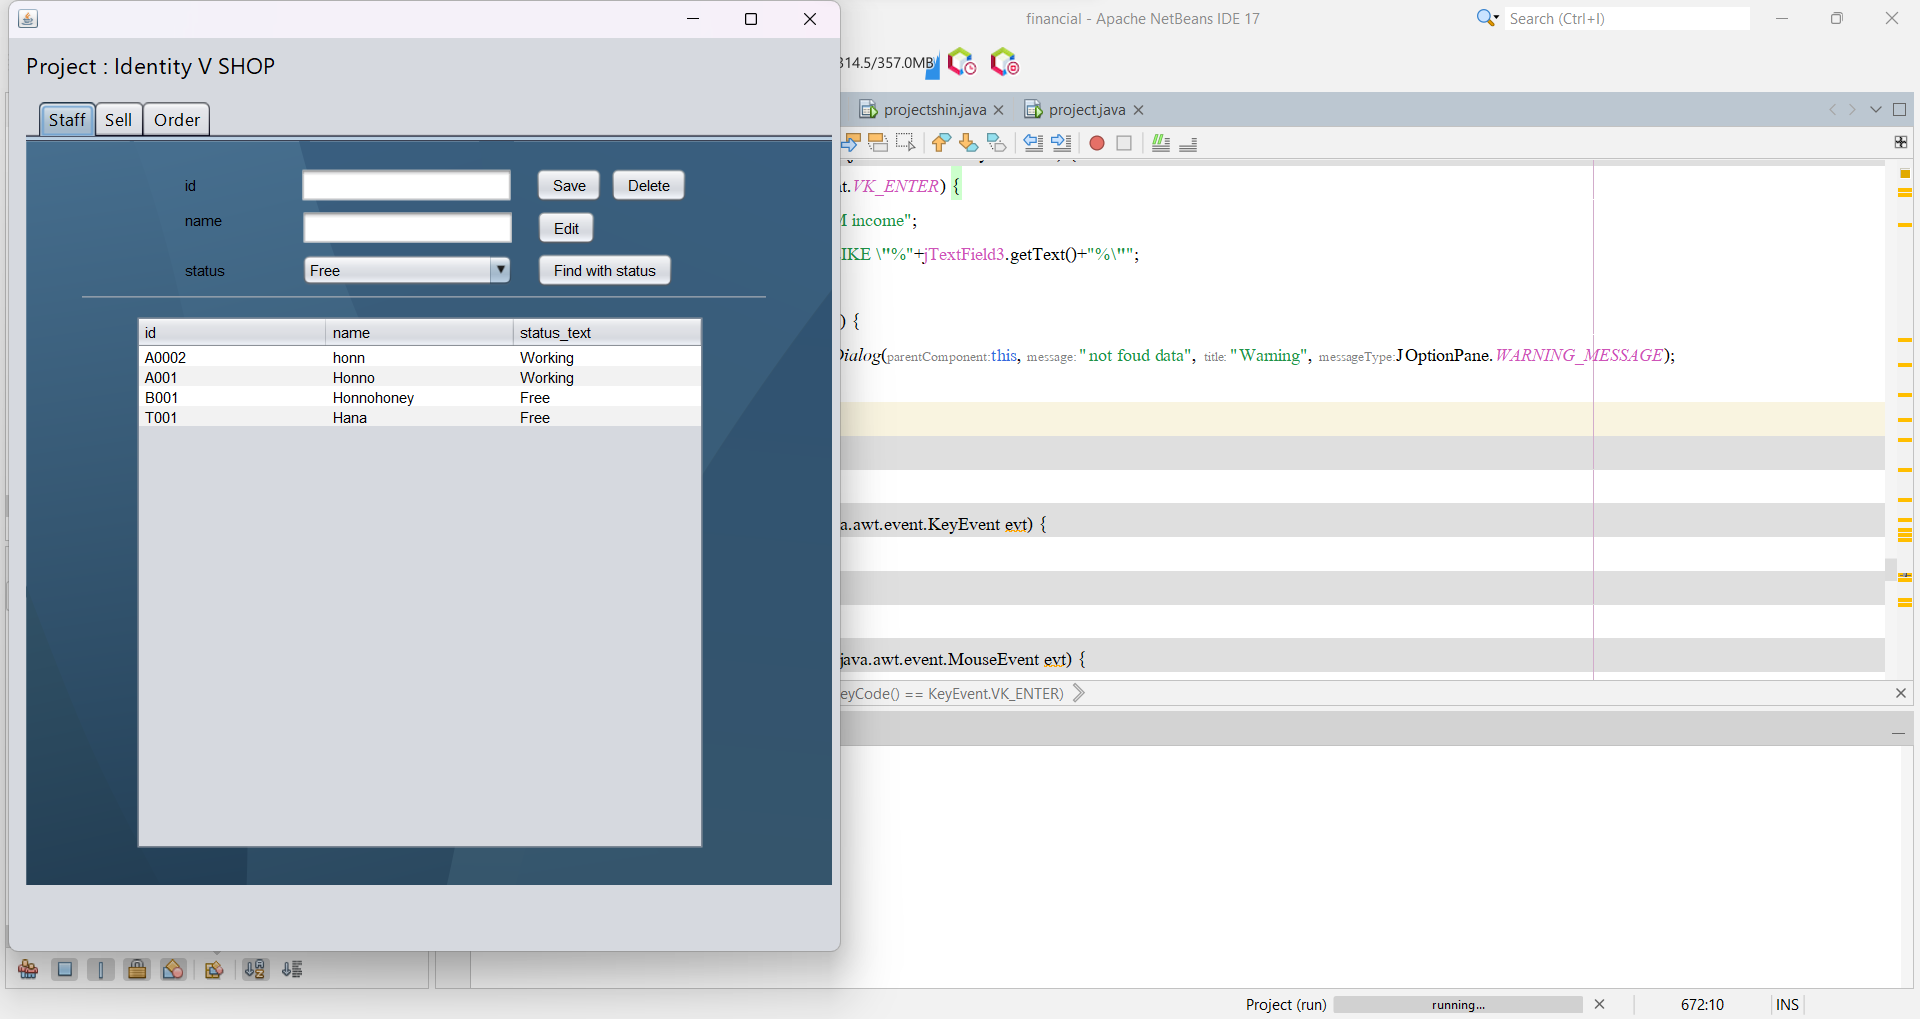 Project : Identity V SHOP
Staff Sell Order
id Save Delete
name Edit
status Free Find with status
id name status_text
A0002 honn Working
A001 Honno Working
B001 Honnohoney Free
T001 Hana Free
financial - Apache NetBeans IDE 17
Search (Ctrl+I)
314.5/357.0MB
projectshin.java project.java
.VK_ENTER) {
income";
IKE \"%"+jTextField3.getText()+"%\"";
) {
Dialog(parentComponent:this, message: "not foud data", title: "Warning", messageType:JOptionPane.WARNING_MESSAGE);
a.awt.event.KeyEvent evt) {
java.awt.event.MouseEvent evt) {
eyCode() == KeyEvent.VK_ENTER)
Project (run) running... 672:10 INS